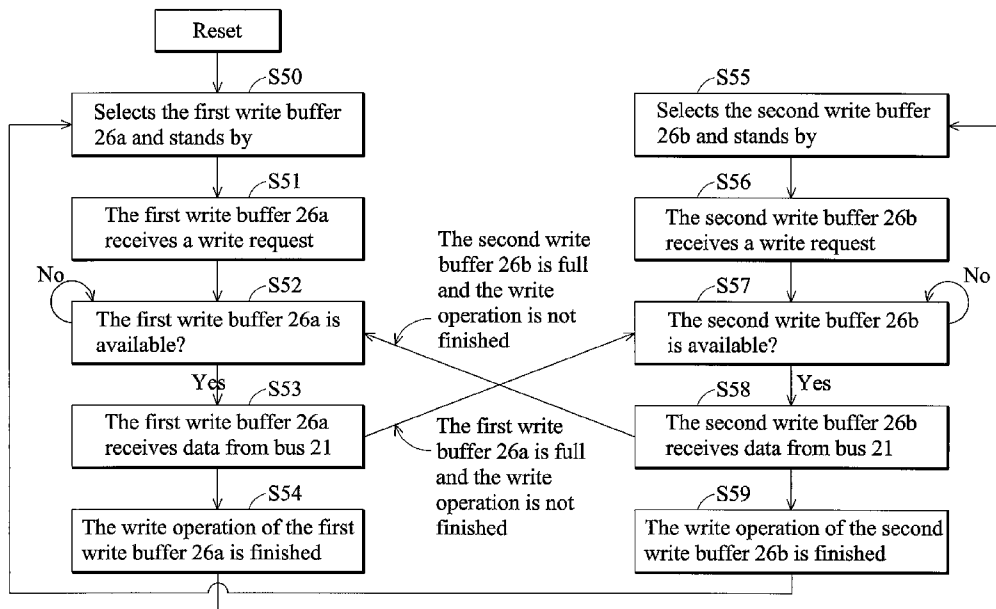 Reset
S50
Selects the first write buffer
26a and stands by
S51
The first write buffer 26a
receives a write request
No
S52
The first write buffer 26a is
available?
Yes
S53
The first write buffer 26a
receives data from bus 21
S54
The write operation of the first
write buffer 26a is finished
The second write
buffer 26b is full
and the write
operation is not
finished
The first write
buffer 26a is full
and the write
operation is not
finished
S55
Selects the second write buffer
26b and stands by
S56
The second write buffer 26b
receives a write request
S57
No
The second write buffer 26b
is available?
Yes
S58
The second write buffer 26b
receives data from bus 21
S59
The write operation of the second
write buffer 26b is finished